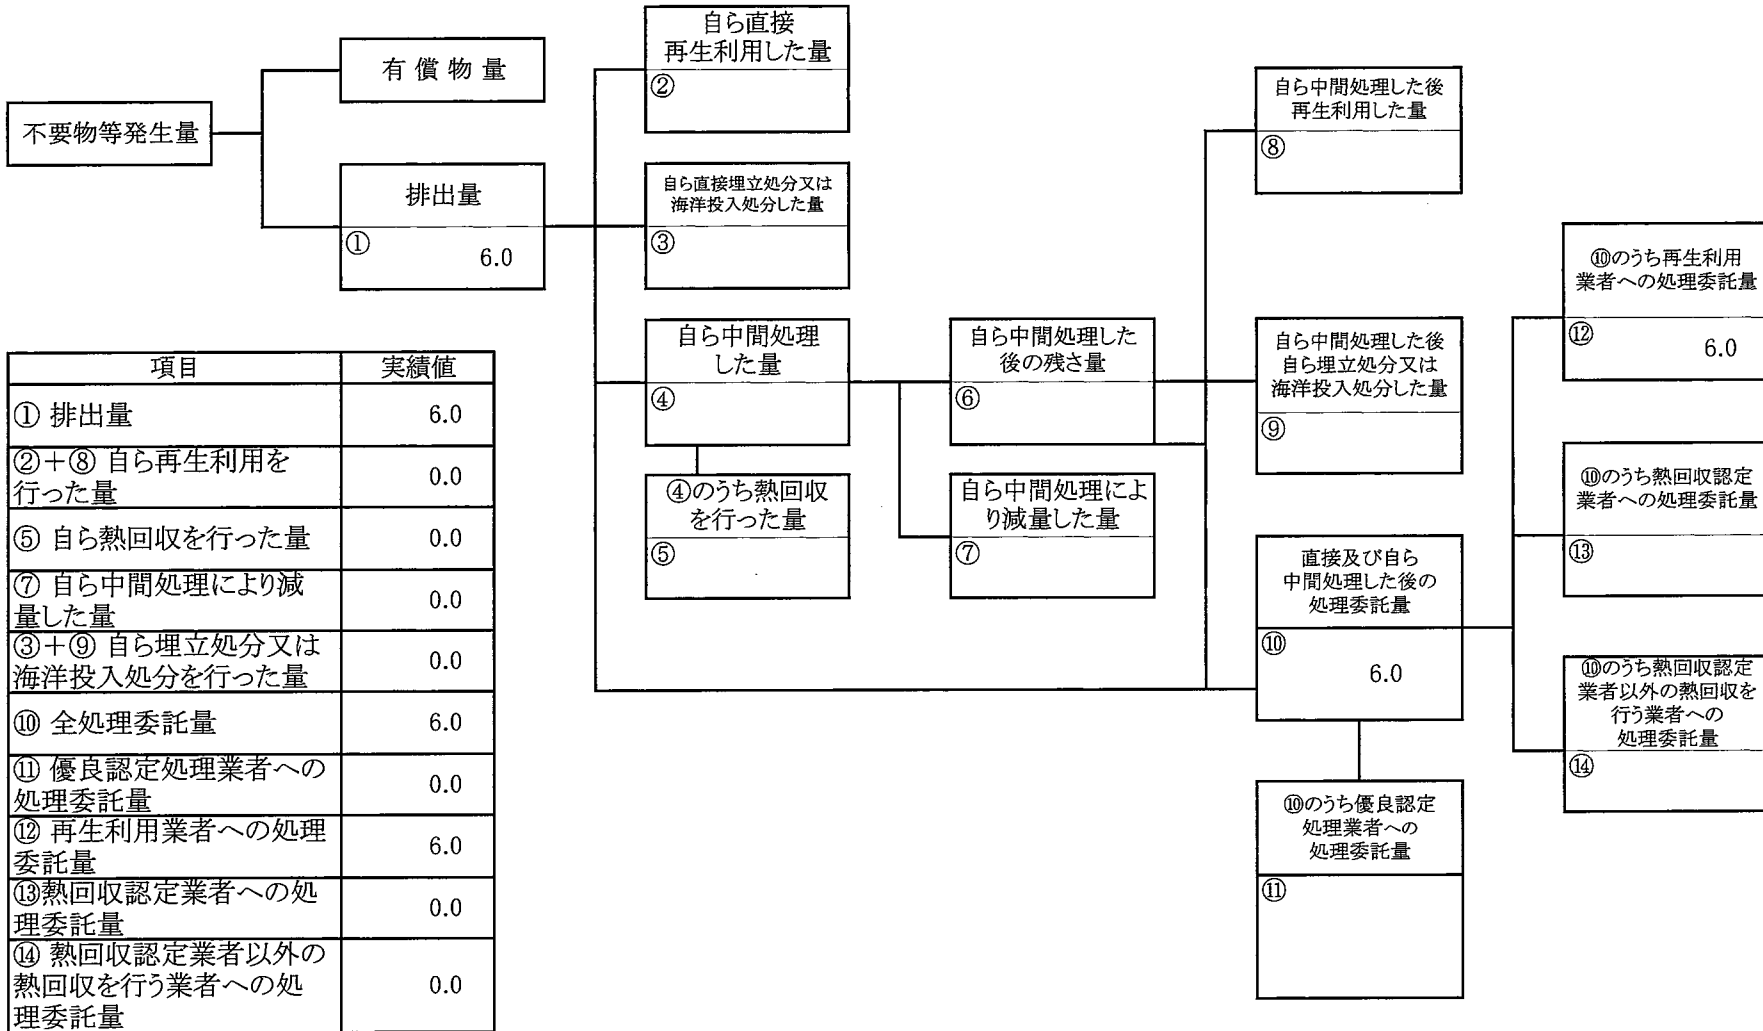 不要物等発生量
有償物量
排出量
①
6.0
自ら直接
再生利用した量
②
自ら直接埋立処分又は
海洋投入処分した量
③
自ら中間処理
した量
④
④のうち熱回収
を行った量
⑤
自ら中間処理した
後の残さ量
⑥
自ら中間処理によ
り減量した量
⑦
自ら中間処理した後
再生利用した量
⑧
自ら中間処理した後
自ら埋立処分又は
海洋投入処分した量
⑨
直接及び自ら
中間処理した後の
処理委託量
⑩
6.0
⑩のうち優良認定
処理業者への
処理委託量
⑪
⑩のうち再生利用
業者への処理委託量
⑫
6.0
⑩のうち熱回収認定
業者への処理委託量
⑬
⑩のうち熱回収認定
業者以外の熱回収を
行う業者への
処理委託量
⑭
項目 実績値
① 排出量 6.0
②+⑧ 自ら再生利用を
行った量 0.0
⑤ 自ら熱回収を行った量 0.0
⑦ 自ら中間処理により減
量した量 0.0
③+⑨ 自ら埋立処分又は
海洋投入処分を行った量 0.0
⑩ 全処理委託量 6.0
⑪ 優良認定処理業者への
処理委託量 0.0
⑫ 再生利用業者への処理
委託量 6.0
⑬熱回収認定業者への処
理委託量 0.0
⑭ 熱回収認定業者以外の
熱回収を行う業者への処
理委託量 0.0